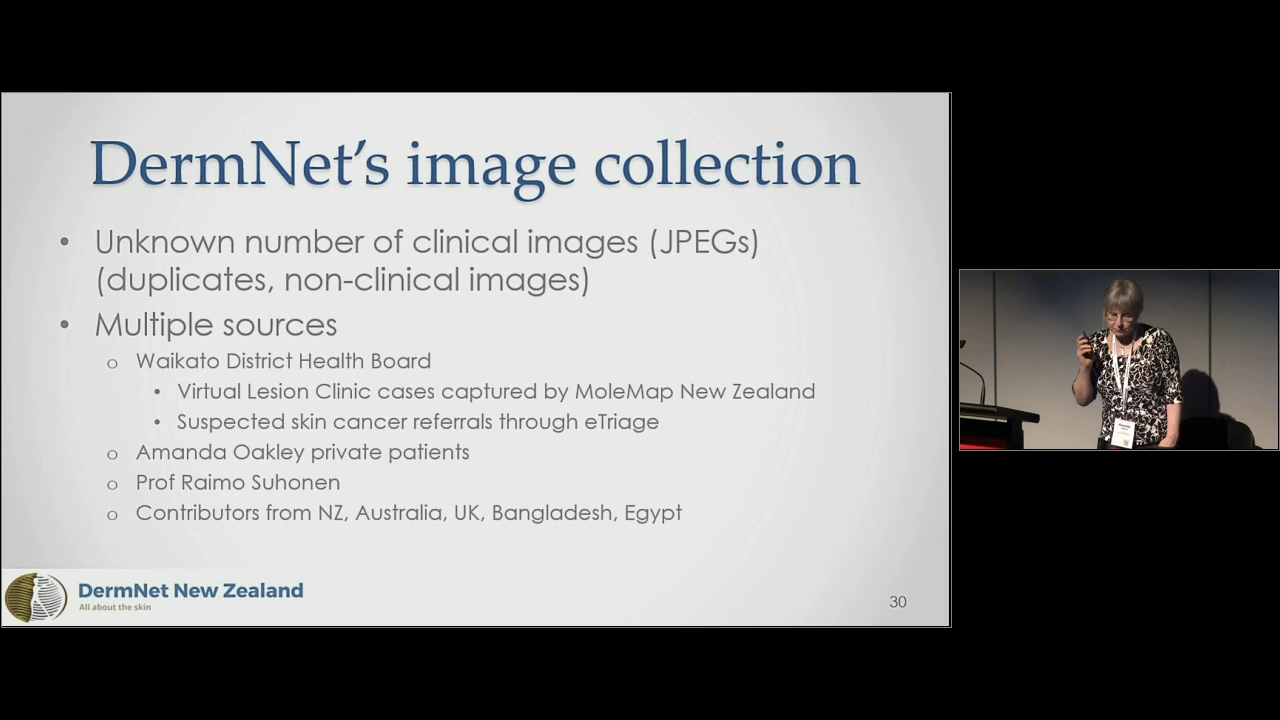 DermNet's image collection
• Unknown number of clinical images (JPEGs)
(duplicates, non-clinical images)
• Multiple sources
o Waikato District Health Board
• Virtual Lesion Clinic cases captured by MoleMap New Zealand
• Suspected skin cancer referrals through eTriage
o Amanda Oakley private patients
o Prof Raimo Suhonen
o Contributors from NZ, Australia, UK, Bangladesh, Egypt
DermNet New Zealand
All about the skin
30